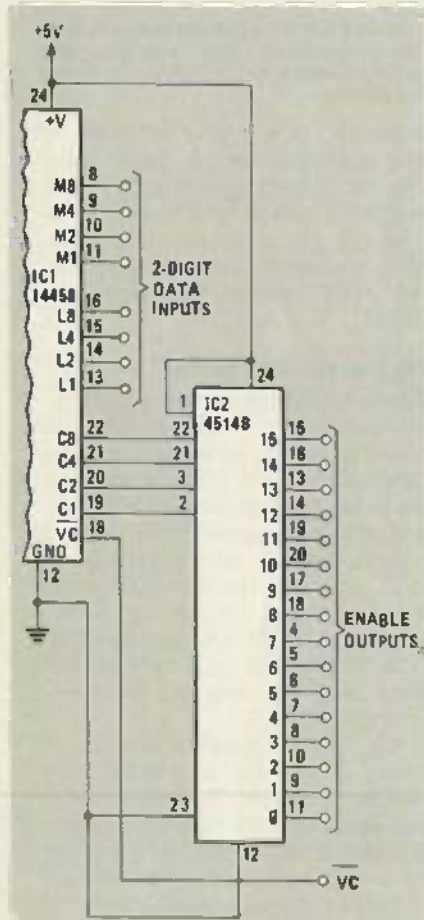 +5V
24
+V
M8 8
M4 9
M2 10
M1 11
IC1
14458
L8 16
L4 15
L2 14
L1 13
2-DIGIT
DATA
INPUTS
C8 22
C4 21
C2 20
C1 19
V̅C̅ 18
GND
12
24
1
IC2
4514B
22
21
3
2
23
12
15 15
14 16
13 13
12 14
11 19
10 20
9 17
8 18
7 4
6 5
5 6
4 7
3 8
2 10
1 9
0 11
ENABLE
OUTPUTS
V̅C̅